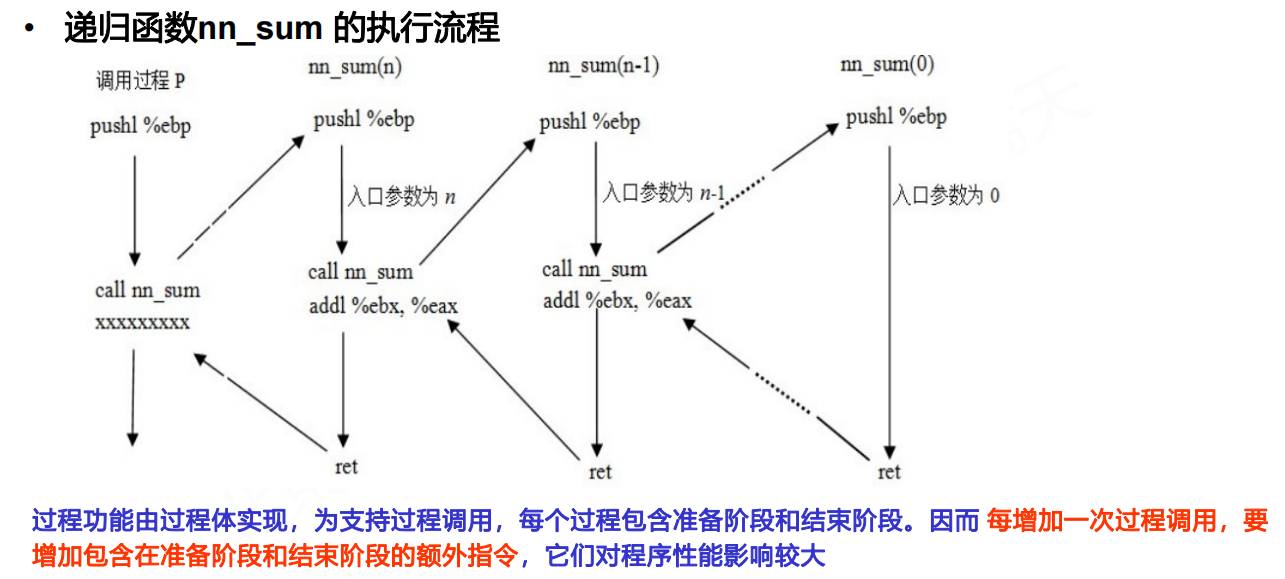 • 递归函数nn_sum 的执行流程
调用过程 P
nn_sum(n)
nn_sum(n-1)
nn_sum(0)
pushl %ebp
pushl %ebp
pushl %ebp
pushl %ebp
入口参数为 n
入口参数为 n-1
入口参数为 0
call nn_sum
xxxxxxxxx
call nn_sum
addl %ebx, %eax
call nn_sum
addl %ebx, %eax
ret
ret
ret
过程功能由过程体实现，为支持过程调用，每个过程包含准备阶段和结束阶段。因而 每增加一次过程调用，要
增加包含在准备阶段和结束阶段的额外指令，它们对程序性能影响较大